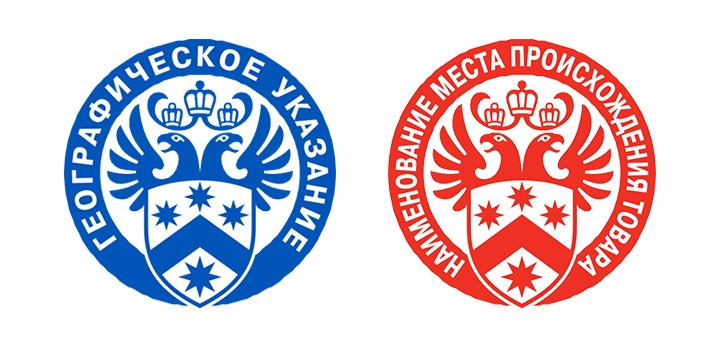 ГЕОГРАФИЧЕСКОЕ УКАЗАНИЕ
НАИМЕНОВАНИЕ МЕСТА ПРОИСХОЖДЕНИЯ ТОВАРА